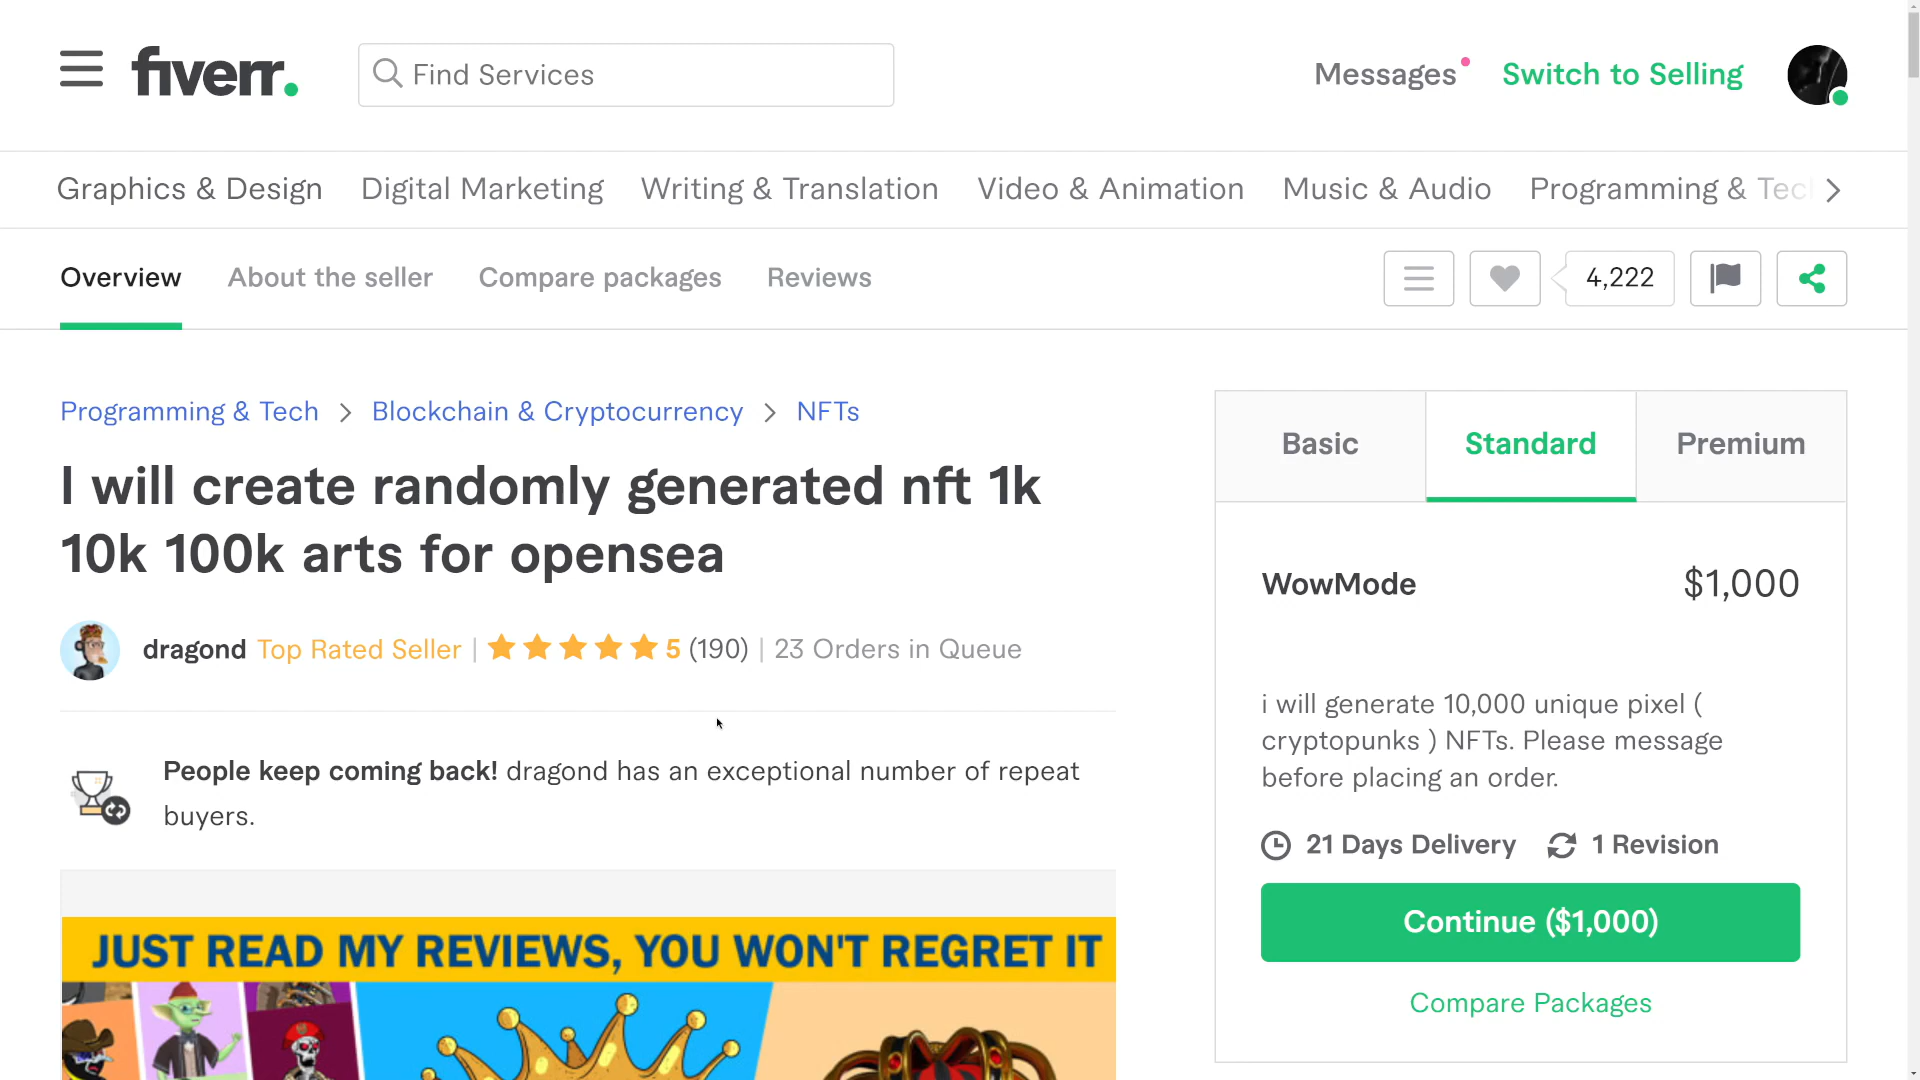 fiverr.
Find Services
Messages
Switch to Selling
Graphics & Design
Digital Marketing
Writing & Translation
Video & Animation
Music & Audio
Programming & Tech
Overview
About the seller
Compare packages
Reviews
4,222
Programming & Tech > Blockchain & Cryptocurrency > NFTs
I will create randomly generated nft 1k
10k 100k arts for opensea
dragond Top Rated Seller | 5 (190) | 23 Orders in Queue
People keep coming back! dragond has an exceptional number of repeat
buyers.
JUST READ MY REVIEWS, YOU WON'T REGRET IT
Basic
Standard
Premium
WowMode
$1,000
i will generate 10,000 unique pixel (
cryptopunks ) NFTs. Please message
before placing an order.
21 Days Delivery
1 Revision
Continue ($1,000)
Compare Packages